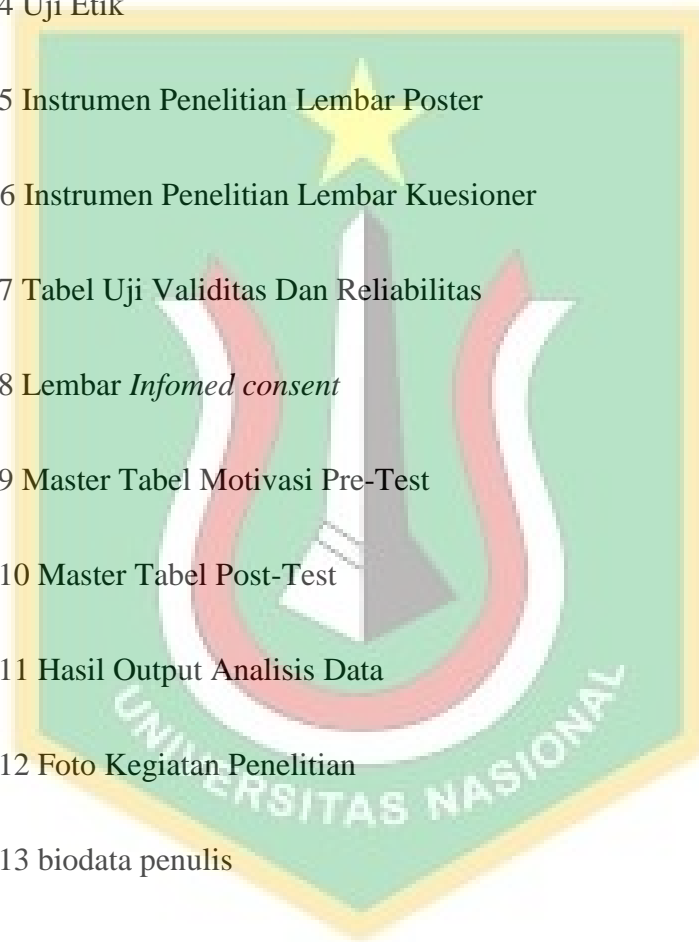 4 Uji Etik
5 Instrumen Penelitian Lembar Poster
6 Instrumen Penelitian Lembar Kuesioner
7 Tabel Uji Validitas Dan Reliabilitas
8 Lembar Infomed consent
9 Master Tabel Motivasi Pre-Test
10 Master Tabel Post-Test
11 Hasil Output Analisis Data
12 Foto Kegiatan Penelitian
13 biodata penulis
UNIVERSITAS NASIONAL